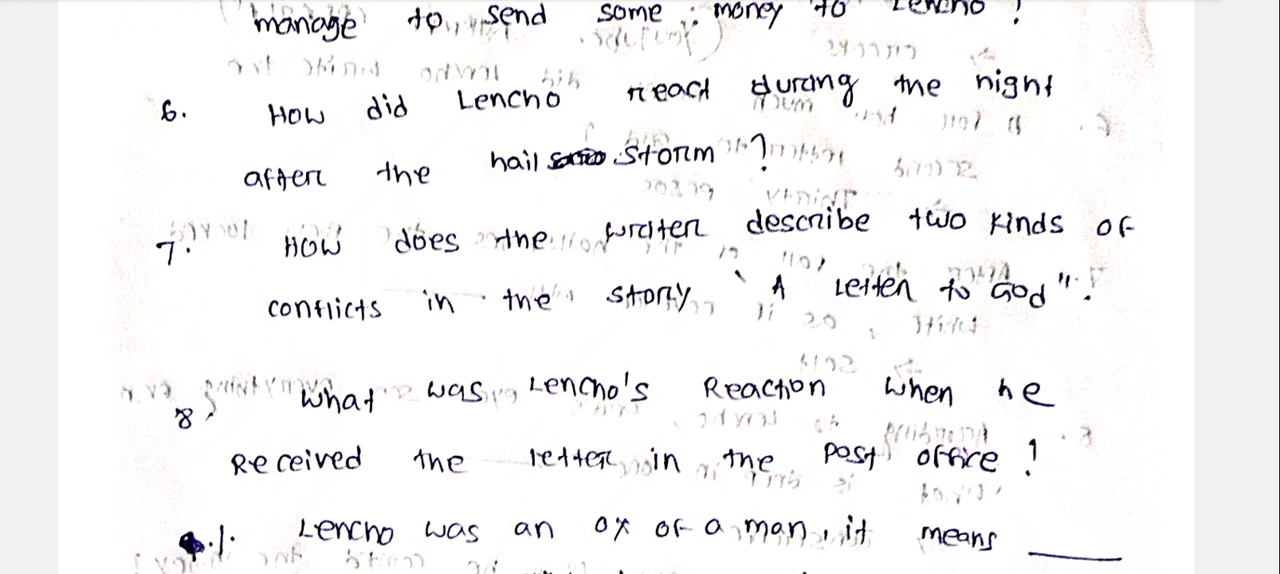 manage to send some money to Lencho ?
6. How did Lencho react during the night
after the hail storm ?
7. How does the writer describe two kinds of
conflicts in the story "A Letter to God" ?
8, What was Lencho's Reaction when he
Received the letter in the post office ?
1. Lencho was an ox of a man, it means ____